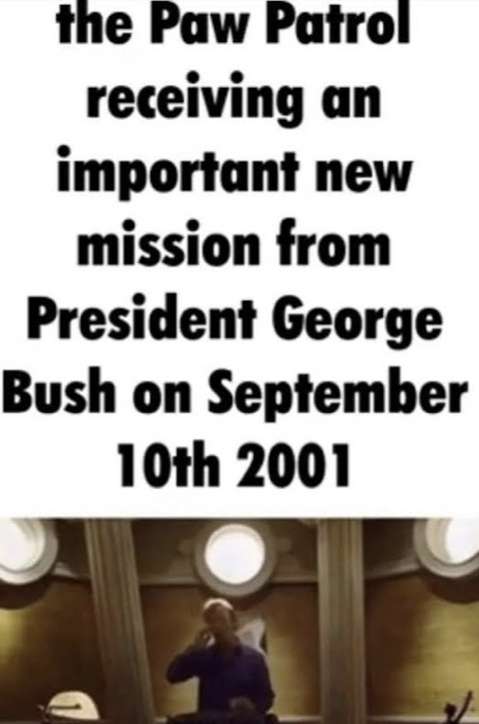 the Paw Patrol
receiving an
important new
mission from
President George
Bush on September
10th 2001